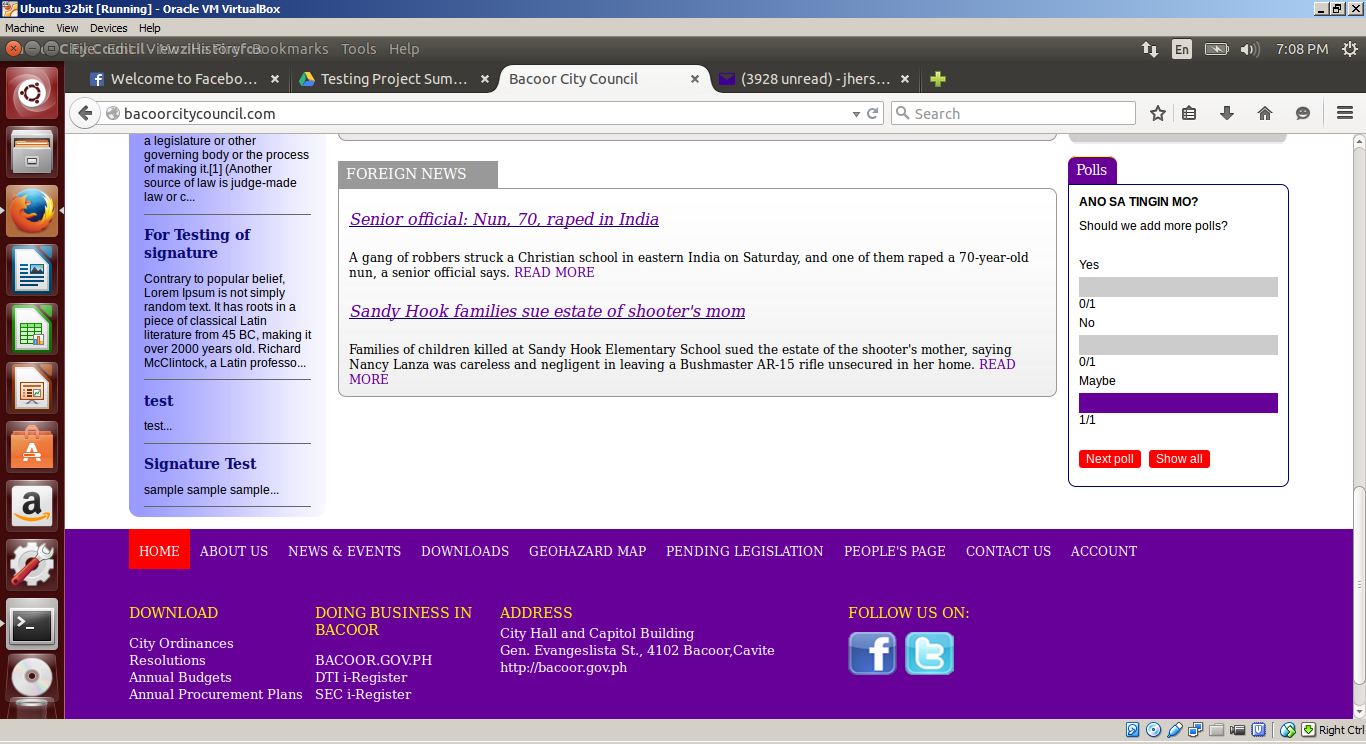 Ubuntu 32bit [Running] - Oracle VM VirtualBox
Machine View Devices Help
File Edit View History Bookmarks Tools Help
En
7:08 PM
Welcome to Facebo...
Testing Project Sum...
Bacoor City Council
(3928 unread) - jhers...
bacoorcitycouncil.com
Search
a legislature or other
governing body or the process
of making it.[1] (Another
source of law is judge-made
law or c...
For Testing of
signature
Contrary to popular belief,
Lorem Ipsum is not simply
random text. It has roots in a
piece of classical Latin
literature from 45 BC, making it
over 2000 years old. Richard
McClintock, a Latin professo...
test
test...
Signature Test
sample sample sample...
FOREIGN NEWS
Senior official: Nun, 70, raped in India
A gang of robbers struck a Christian school in eastern India on Saturday, and one of them raped a 70-year-old
nun, a senior official says. READ MORE
Sandy Hook families sue estate of shooter's mom
Families of children killed at Sandy Hook Elementary School sued the estate of the shooter's mother, saying
Nancy Lanza was careless and negligent in leaving a Bushmaster AR-15 rifle unsecured in her home. READ
MORE
Polls
ANO SA TINGIN MO?
Should we add more polls?
Yes
0/1
No
0/1
Maybe
1/1
Next poll Show all
HOME ABOUT US NEWS & EVENTS DOWNLOADS GEOHAZARD MAP PENDING LEGISLATION PEOPLE'S PAGE CONTACT US ACCOUNT
DOWNLOAD
City Ordinances
Resolutions
Annual Budgets
Annual Procurement Plans
DOING BUSINESS IN
BACOOR
BACOOR.GOV.PH
DTI i-Register
SEC i-Register
ADDRESS
City Hall and Capitol Building
Gen. Evangeslista St., 4102 Bacoor,Cavite
http://bacoor.gov.ph
FOLLOW US ON:
Right Ctrl